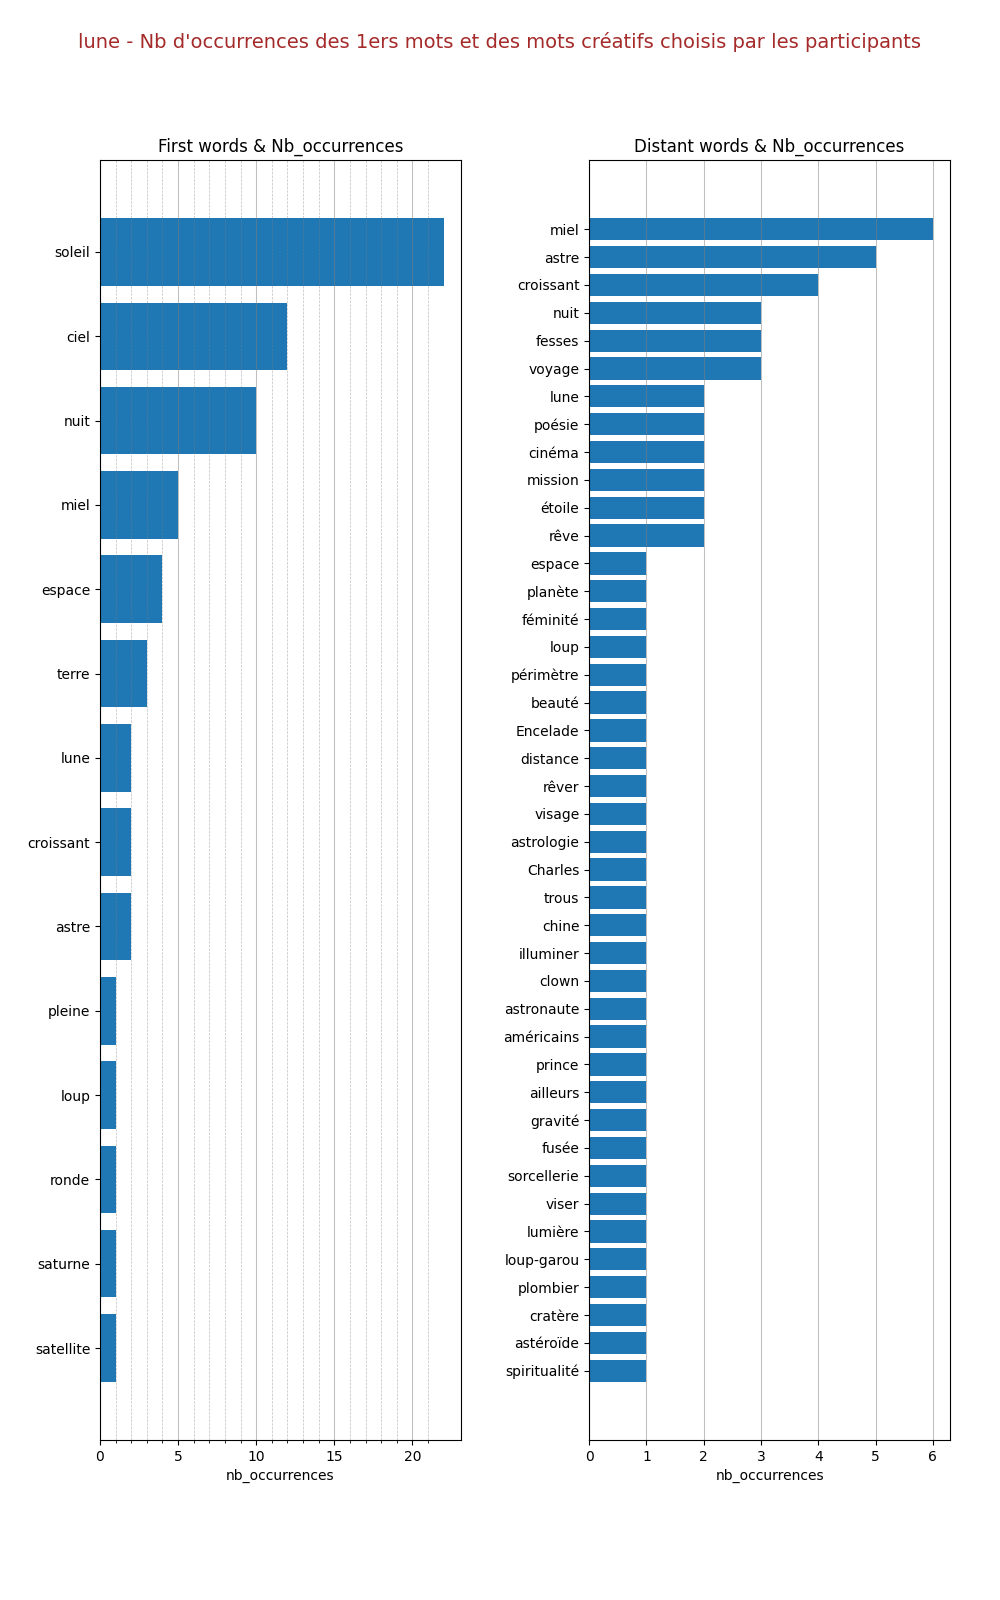 lune - Nb d'occurrences des 1ers mots et des mots créatifs choisis par les participants
First words & Nb_occurrences
soleil
ciel
nuit
miel
espace
terre
lune
croissant
astre
pleine
loup
ronde
saturne
satellite
0 5 10 15 20
nb_occurrences
Distant words & Nb_occurrences
miel
astre
croissant
nuit
fesses
voyage
lune
poésie
cinéma
mission
étoile
rêve
espace
planète
féminité
loup
périmètre
beauté
Encelade
distance
rêver
visage
astrologie
Charles
trous
chine
illuminer
clown
astronaute
américains
prince
ailleurs
gravité
fusée
sorcellerie
viser
lumière
loup-garou
plombier
cratère
astéroïde
spiritualité
0 1 2 3 4 5 6
nb_occurrences